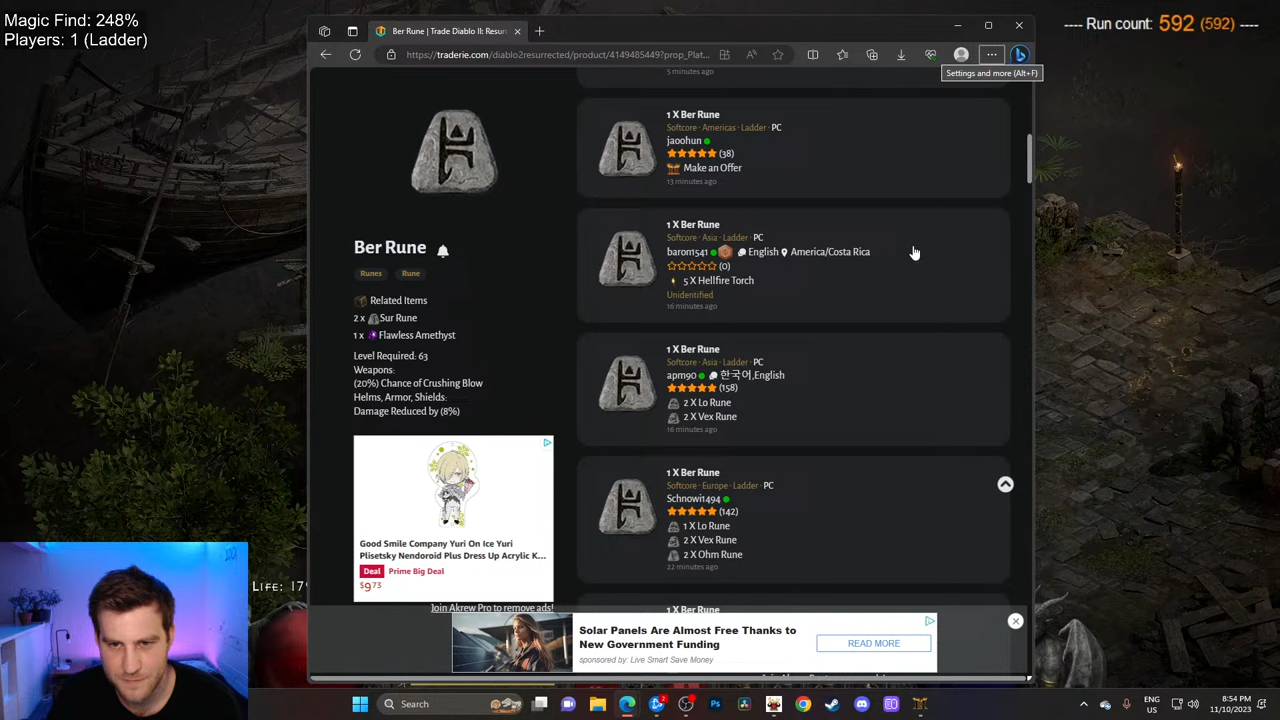 Magic Find: 248%
Players: 1 (Ladder)
---- Run count: 592 (592) ----
Ber Rune | Trade Diablo II: Resur
https://traderie.com/diablo2resurrected/product/4149485449?prop_Plat...
Settings and more (Alt+F)
5 minutes ago
1 X Ber Rune
Softcore · Americas · Ladder · PC
jaoohun
(38)
Make an Offer
13 minutes ago
Ber Rune
Runes Rune
Related Items
2 x Sur Rune
1 x Flawless Amethyst
Level Required: 63
Weapons:
(20%) Chance of Crushing Blow
Helms, Armor, Shields:
Damage Reduced by (8%)
1 X Ber Rune
Softcore · Asia · Ladder · PC
barom1541 English America/Costa Rica
(0)
5 X Hellfire Torch
Unidentified
16 minutes ago
1 X Ber Rune
Softcore · Asia · Ladder · PC
apm90 한국어,English
(158)
2 X Lo Rune
2 X Vex Rune
16 minutes ago
1 X Ber Rune
Softcore · Europe · Ladder · PC
Schnowi1494
(142)
1 X Lo Rune
2 X Vex Rune
2 X Ohm Rune
22 minutes ago
1 X Ber Rune
Good Smile Company Yuri On Ice Yuri
Plisetsky Nendoroid Plus Dress Up Acrylic K...
Deal Prime Big Deal
$9.73
Join Akrew Pro to remove ads!
Solar Panels Are Almost Free Thanks to
New Government Funding
sponsored by: Live Smart Save Money
READ MORE
Life: 17
Search
2
ENG
US
8:54 PM
11/10/2023